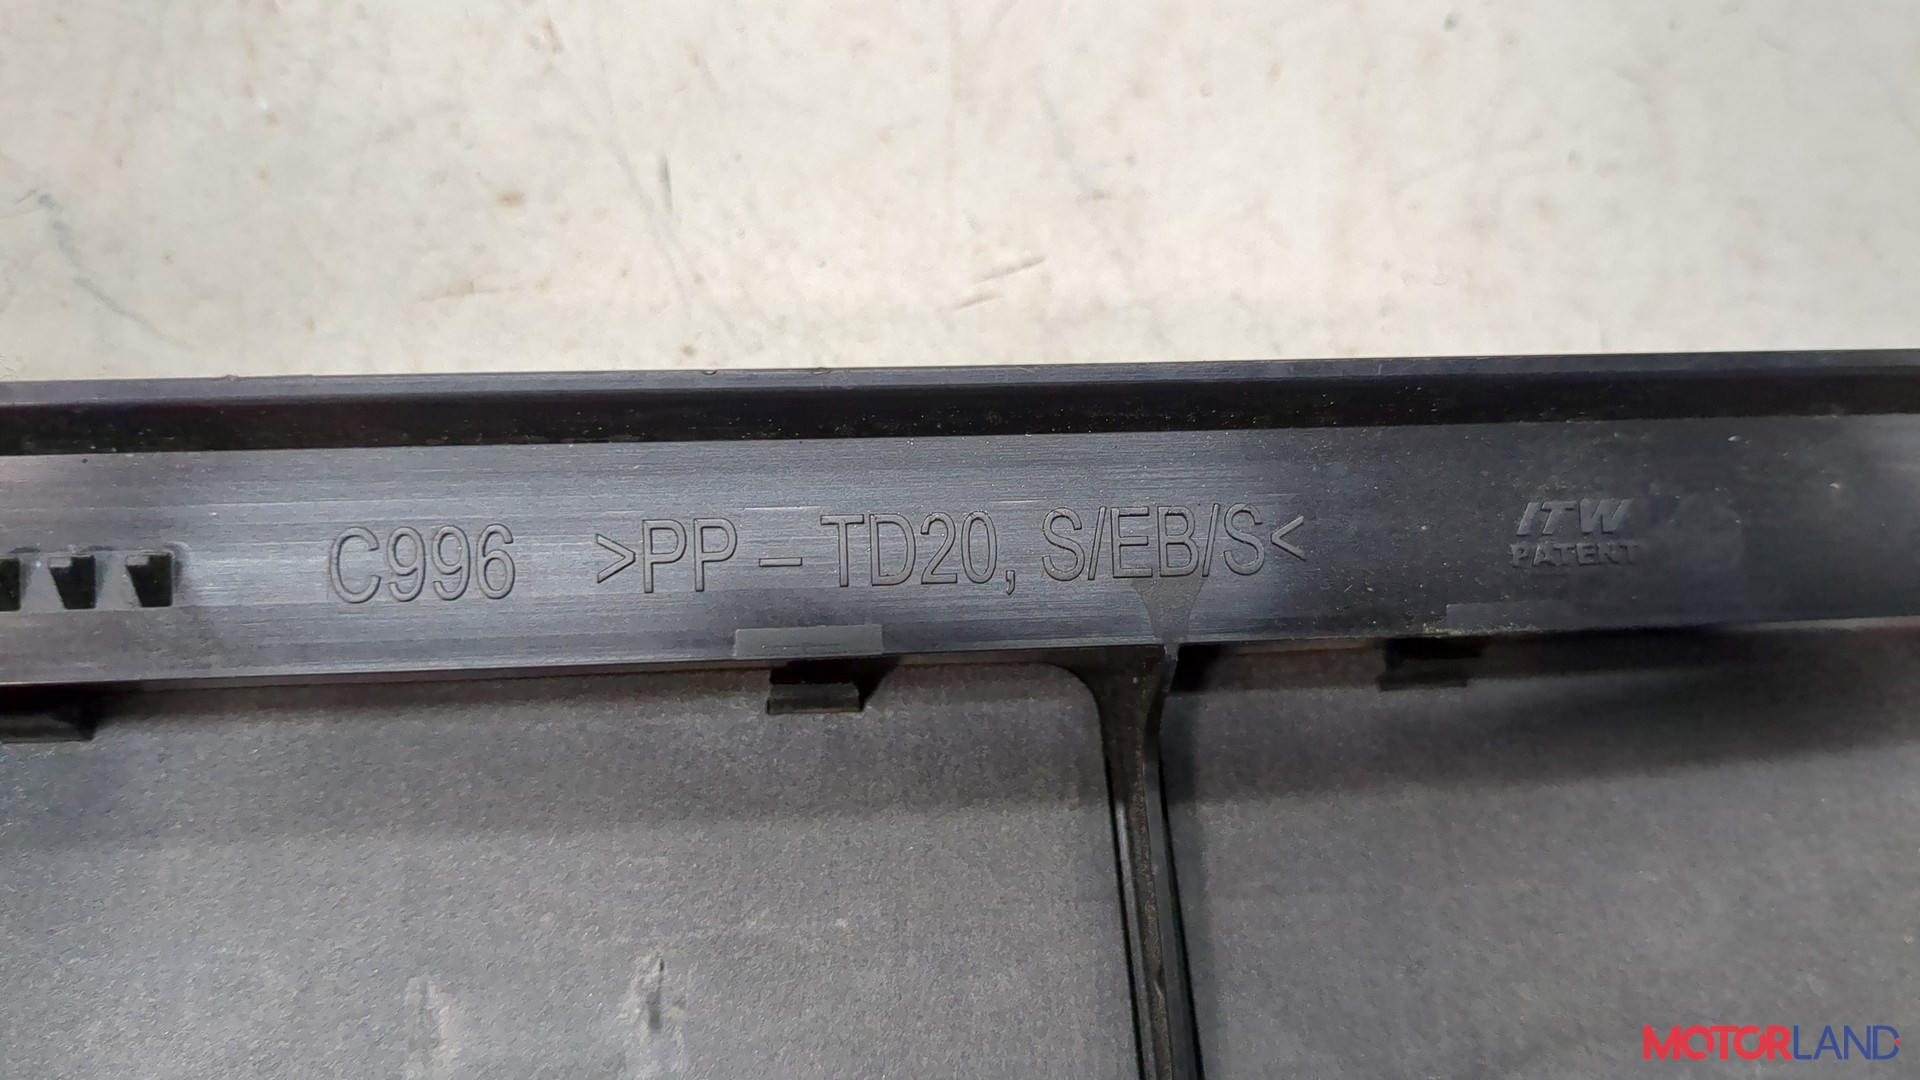 C996 >PP-TD20, S/EB/S<
ITW
PATENT
MOTORLAND